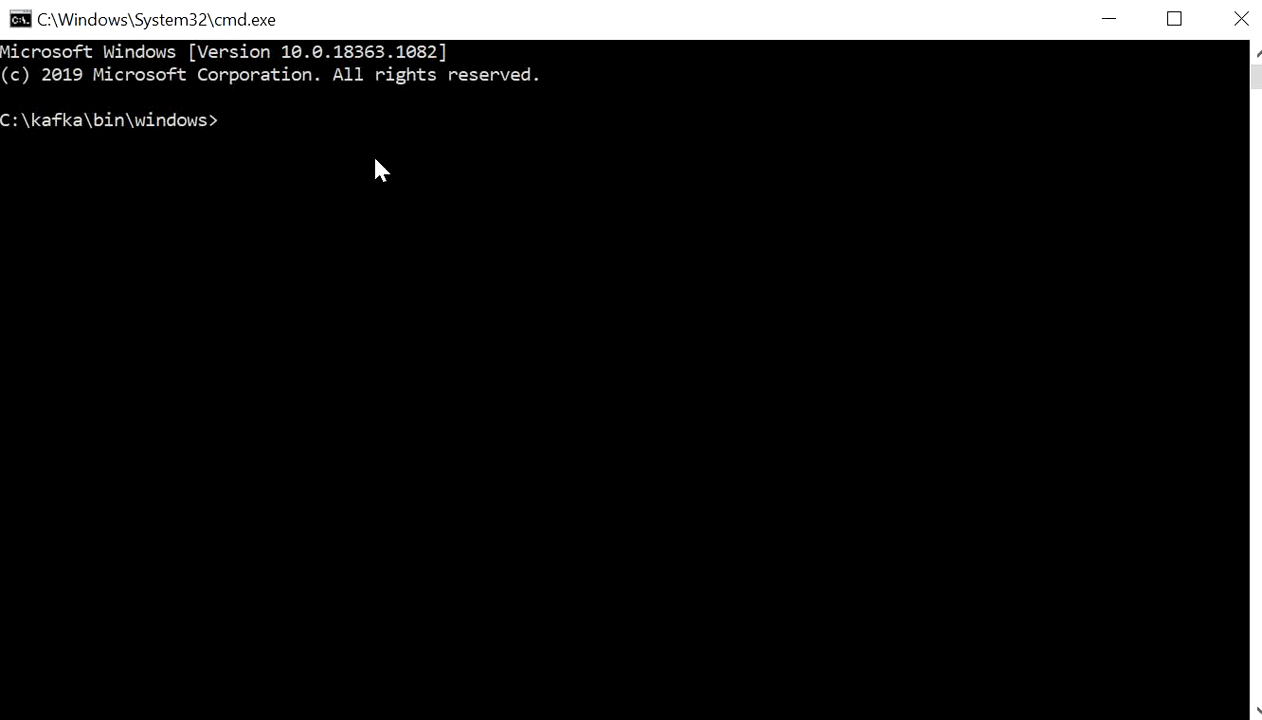 C:\Windows\System32\cmd.exe
Microsoft Windows [Version 10.0.18363.1082]
(c) 2019 Microsoft Corporation. All rights reserved.
C:\kafka\bin\windows>